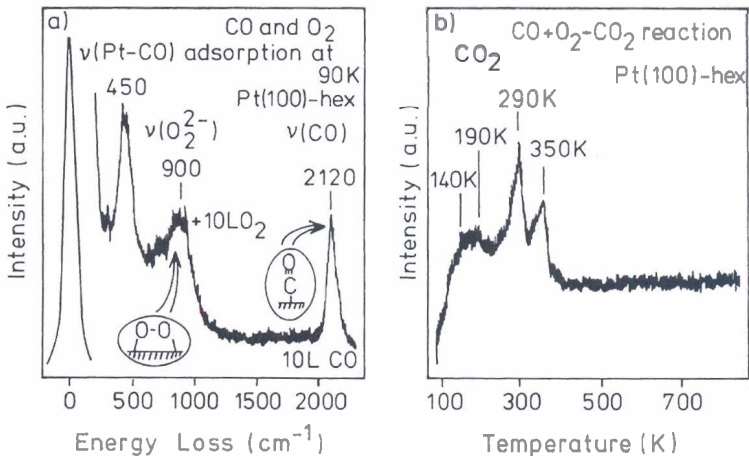 a)
CO and O2
ν(Pt-CO) adsorption at
450
90K
Pt(100)-hex
ν(O2^2-)
ν(CO)
900
2120
+10LO2
O
C
O-O
10L CO
Intensity (a.u.)
0 500 1000 1500 2000
Energy Loss (cm-1)
b)
CO+O2-CO2 reaction
CO2
Pt(100)-hex
290K
190K
350K
140K
Intensity (a.u.)
100 300 500 700
Temperature (K)